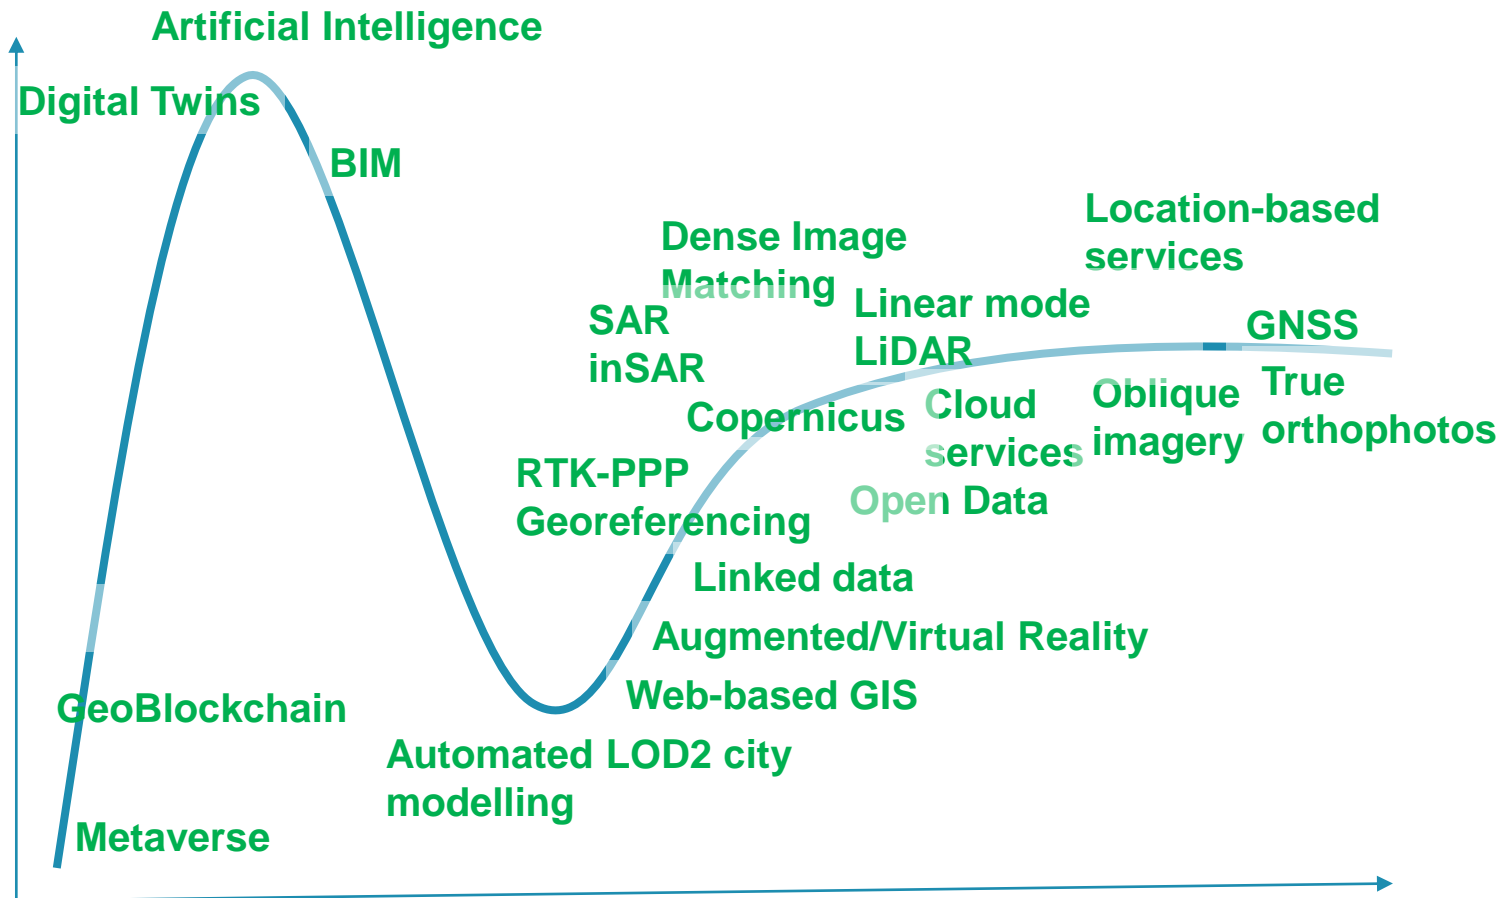 Artificial Intelligence
Digital Twins
BIM
Location-based
services
Dense Image
Matching
Linear mode
LiDAR
SAR
inSAR
GNSS
True
orthophotos
Oblique
imagery
Cloud
services
Copernicus
RTK-PPP
Georeferencing
Open Data
Linked data
Augmented/Virtual Reality
Web-based GIS
GeoBlockchain
Automated LOD2 city
modelling
Metaverse